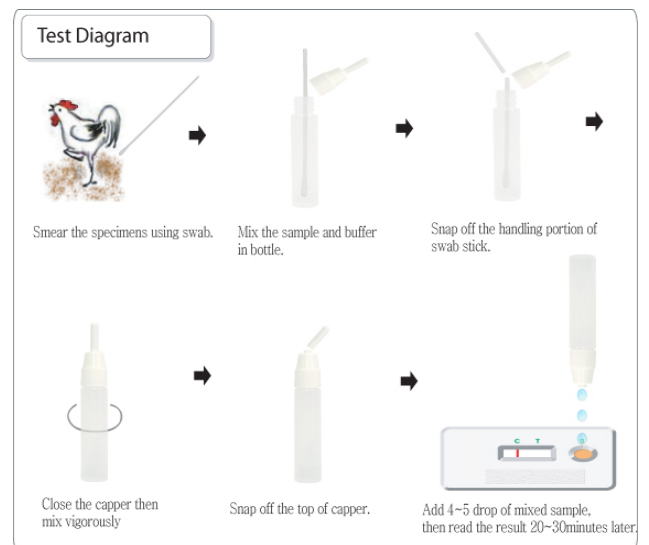 Test Diagram
Smear the specimens using swab.
Mix the sample and buffer
in bottle.
Snap off the handling portion of
swab stick.
Close the capper then
mix vigorously
Snap off the top of capper.
C T S
Add 4~5 drop of mixed sample,
then read the result 20~30minutes later.